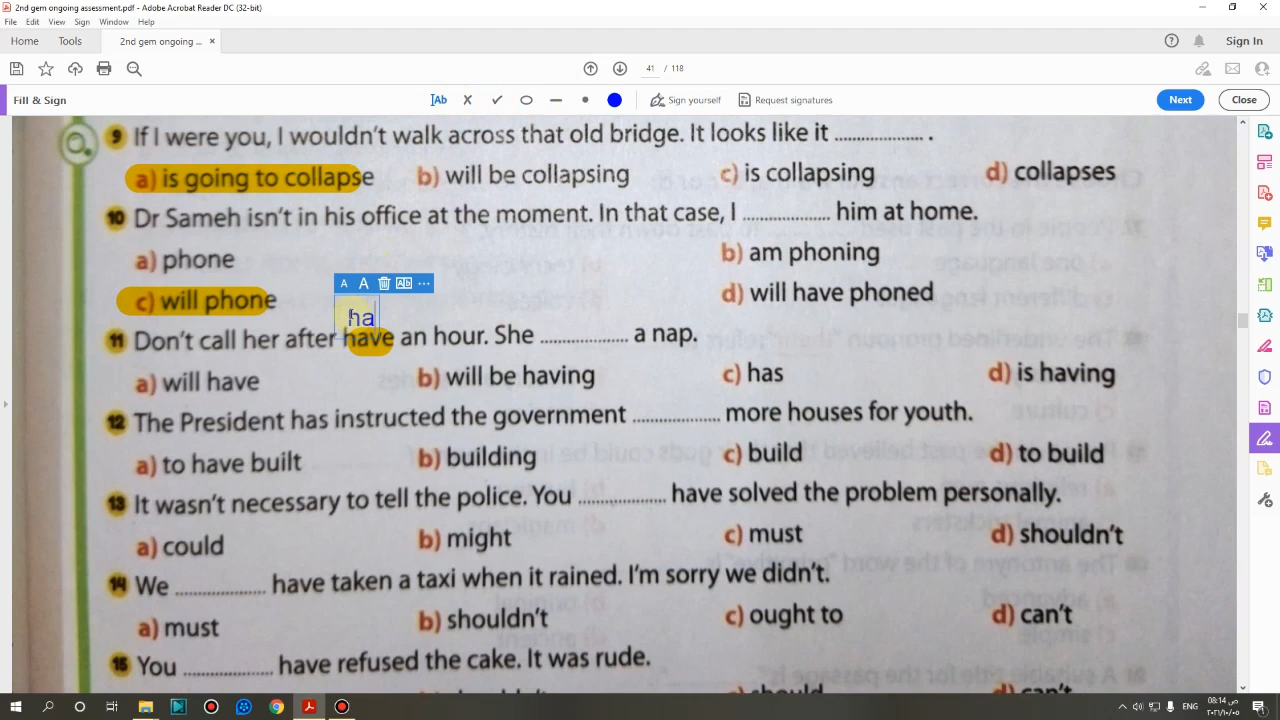 2nd gem ongoing assessment.pdf - Adobe Acrobat Reader DC (32-bit)
File Edit View Sign Window Help
Home Tools 2nd gem ongoing ... × Sign In
41 / 118
Fill & Sign Ab Sign yourself Request signatures Next Close
9 If I were you, I wouldn't walk across that old bridge. It looks like it .................... .
a) is going to collapse b) will be collapsing c) is collapsing d) collapses
10 Dr Sameh isn't in his office at the moment. In that case, I .................... him at home.
a) phone b) am phoning
A A Ab ...
c) will phone d) will have phoned
ha
11 Don't call her after have an hour. She .................... a nap.
a) will have b) will be having c) has d) is having
12 The President has instructed the government .................... more houses for youth.
a) to have built b) building c) build d) to build
13 It wasn't necessary to tell the police. You .................... have solved the problem personally.
a) could b) might c) must d) shouldn't
14 We .................... have taken a taxi when it rained. I'm sorry we didn't.
a) must b) shouldn't c) ought to d) can't
15 You .................... have refused the cake. It was rude.
should can't
ENG 08:14 ص